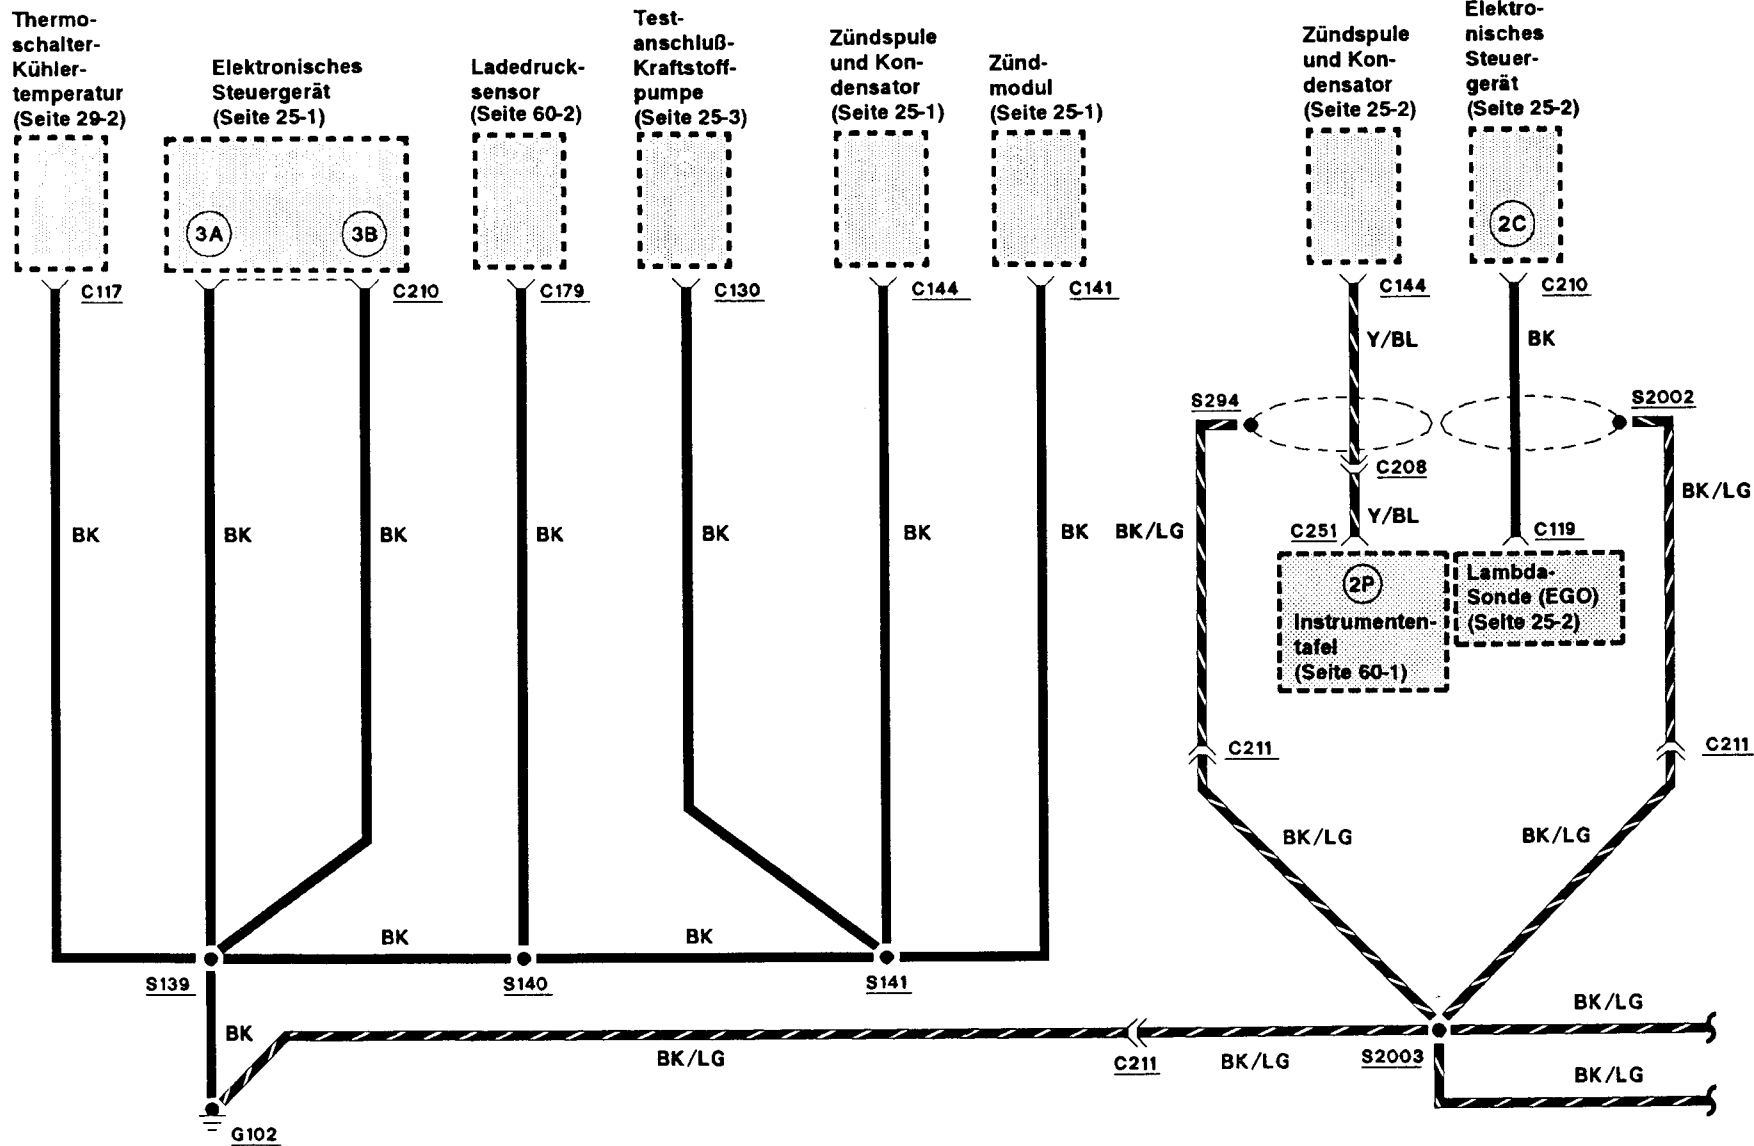 Thermo-
schalter-
Kühler-
temperatur
(Seite 29-2)
Elektronisches
Steuergerät
(Seite 25-1)
Ladedruck-
sensor
(Seite 60-2)
Test-
anschluß-
Kraftstoff-
pumpe
(Seite 25-3)
Zündspule
und Kon-
densator
(Seite 25-1)
Zünd-
modul
(Seite 25-1)
Zündspule
und Kon-
densator
(Seite 25-2)
Elektro-
nisches
Steuer-
gerät
(Seite 25-2)
3A
3B
2C
C117
C210
C179
C130
C144
C141
C144
C210
Y/BL
BK
S294
S2002
C208
BK/LG
Y/BL
C251
C119
BK
BK
BK
BK
BK
BK
BK
BK/LG
2P
Instrumenten-
tafel
(Seite 60-1)
Lambda-
Sonde (EGO)
(Seite 25-2)
C211
C211
BK/LG
BK/LG
BK
BK
S139
S140
S141
BK
BK/LG
C211
BK/LG
S2003
BK/LG
BK/LG
G102